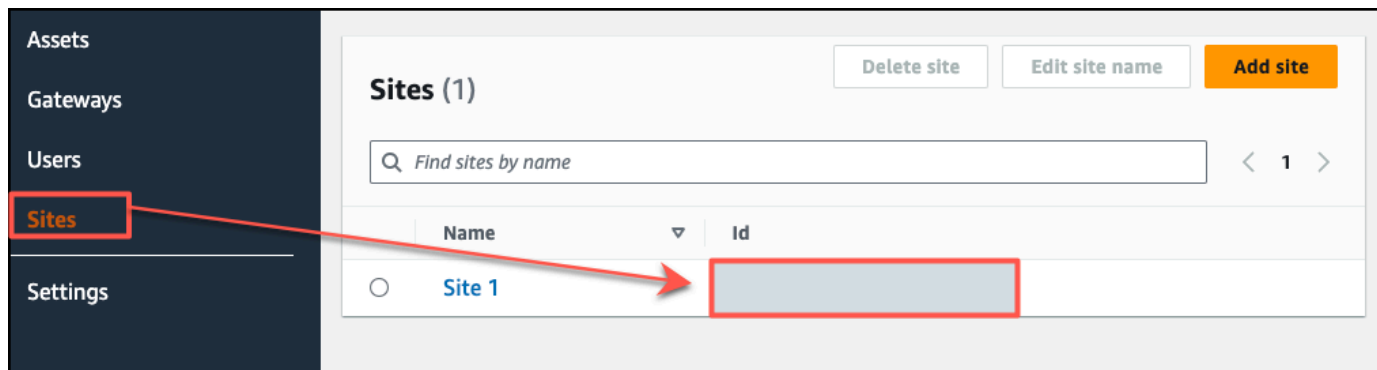 Assets
Gateways
Users
Sites
Settings
Sites (1)
Delete site
Edit site name
Add site
Find sites by name
1
Name
Id
Site 1